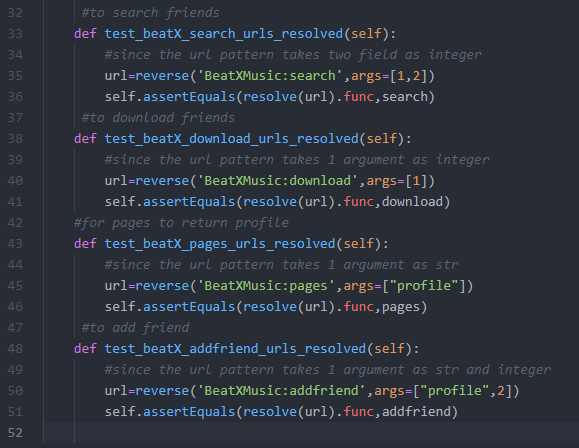 32 #to search friends
33 def test_beatX_search_urls_resolved(self):
34 #since the url pattern takes two field as integer
35 url=reverse('BeatXMusic:search',args=[1,2])
36 self.assertEquals(resolve(url).func,search)
37 #to download friends
38 def test_beatX_download_urls_resolved(self):
39 #since the url pattern takes 1 argument as integer
40 url=reverse('BeatXMusic:download',args=[1])
41 self.assertEquals(resolve(url).func,download)
42 #for pages to return profile
43 def test_beatX_pages_urls_resolved(self):
44 #since the url pattern takes 1 argument as str
45 url=reverse('BeatXMusic:pages',args=["profile"])
46 self.assertEquals(resolve(url).func,pages)
47 #to add friend
48 def test_beatX_addfriend_urls_resolved(self):
49 #since the url pattern takes 1 argument as str and integer
50 url=reverse('BeatXMusic:addfriend',args=["profile",2])
51 self.assertEquals(resolve(url).func,addfriend)
52